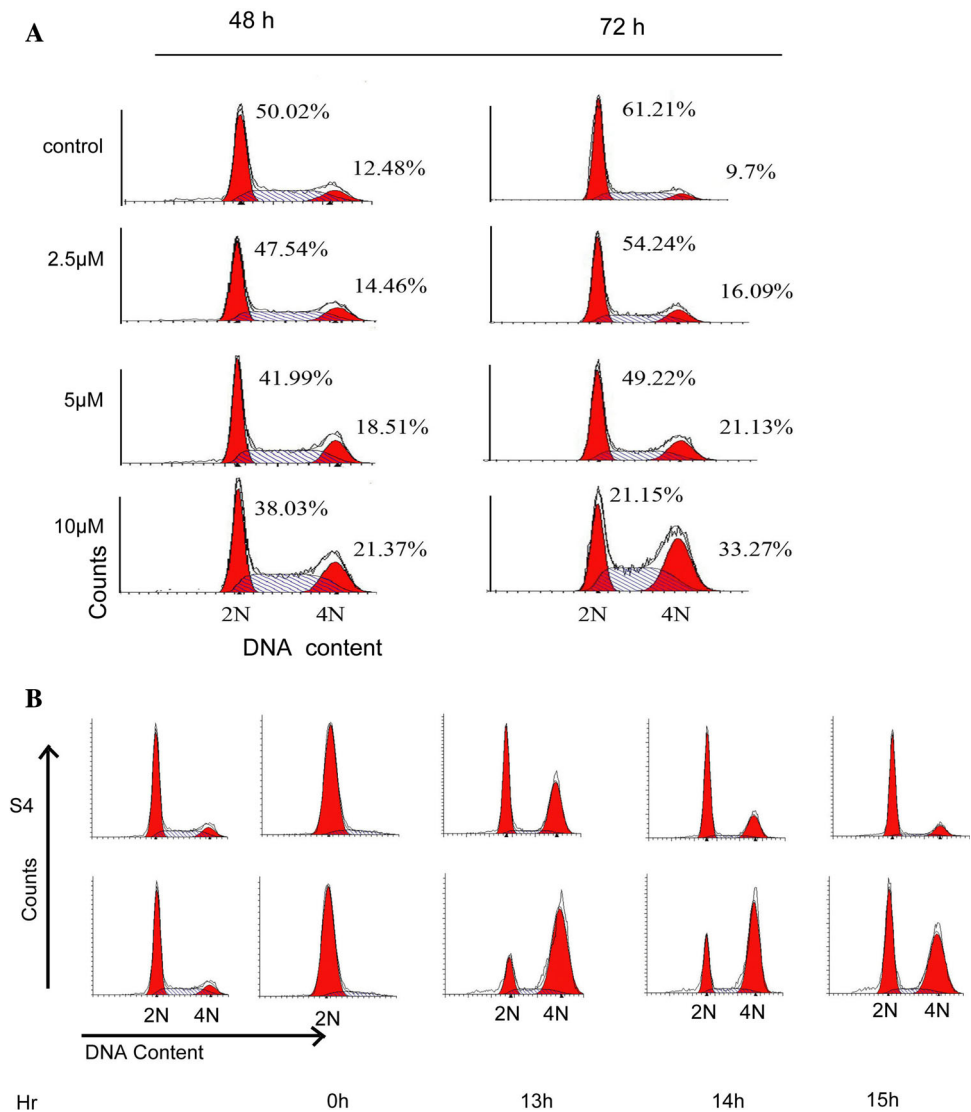 A
48 h
72 h
control
50.02%
12.48%
61.21%
9.7%
2.5µM
47.54%
14.46%
54.24%
16.09%
5µM
41.99%
18.51%
49.22%
21.13%
10µM
38.03%
21.37%
21.15%
33.27%
Counts
2N
4N
2N
4N
DNA content
B
S4
Counts
2N
4N
2N
2N
4N
2N
4N
2N
4N
DNA Content
Hr
0h
13h
14h
15h